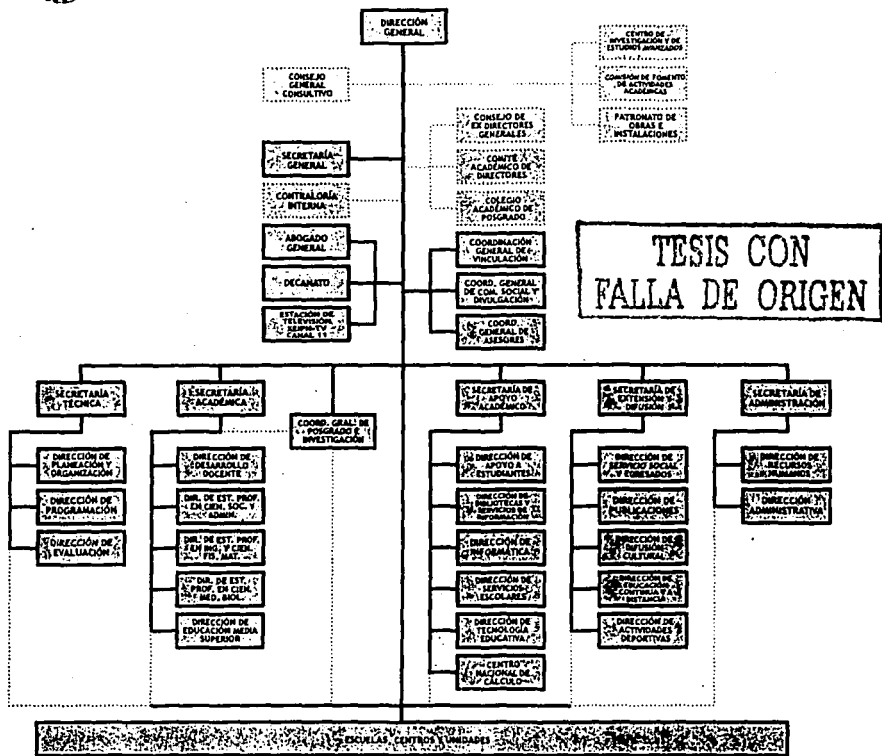 DIRECCIÓN
GENERAL
CENTRO DE
INVESTIGACIÓN Y DE
ESTUDIOS AVANZADOS
CONSEJO
GENERAL
CONSULTIVO
COMISIÓN DE FOMENTO
DE ACTIVIDADES
ACADÉMICAS
PATRONATO DE
OBRAS E
INSTALACIONES
CONSEJO DE
EX DIRECTORES
GENERALES
SECRETARÍA
GENERAL
COMITÉ
ACADÉMICO DE
DIRECTORES
CONTRALORÍA
INTERNA
COLEGIO
ACADÉMICO DE
POSGRADO
ABOGADO
GENERAL
COORDINACIÓN
GENERAL DE
VINCULACIÓN
DECANATO
COORD. GENERAL
DE COM. SOCIAL Y
DIVULGACIÓN
ESTACIÓN DE
TELEVISIÓN
XEIPN-TV
CANAL 11
COORD.
GENERAL DE
ASESORES
TESIS CON
FALLA DE ORIGEN
SECRETARÍA
TÉCNICA
SECRETARÍA
ACADÉMICA
COORD. GRAL. DE
POSGRADO E
INVESTIGACIÓN
SECRETARÍA DE
APOYO
ACADÉMICO
SECRETARÍA DE
EXTENSIÓN Y
DIFUSIÓN
SECRETARÍA DE
ADMINISTRACIÓN
DIRECCIÓN DE
PLANEACIÓN Y
ORGANIZACIÓN
DIRECCIÓN DE
PROGRAMACIÓN
DIRECCIÓN DE
EVALUACIÓN
DIRECCIÓN DE
DESARROLLO
DOCENTE
DIR. DE EST. PROF.
EN CIEN. SOC. Y
ADMIN.
DIR. DE EST. PROF.
EN ING. Y CIEN.
FIS. MAT.
DIR. DE EST.
PROF. EN CIEN.
MED. BIOL.
DIRECCIÓN DE
EDUCACIÓN MEDIA
SUPERIOR
DIRECCIÓN DE
APOYO A
ESTUDIANTES
DIRECCIÓN DE
BIBLIOTECAS Y
SERVICIOS DE
INFORMACIÓN
DIRECCIÓN DE
INFORMÁTICA
DIRECCIÓN DE
SERVICIOS
ESCOLARES
DIRECCIÓN DE
TECNOLOGÍA
EDUCATIVA
CENTRO
NACIONAL DE
CÁLCULO
DIRECCIÓN DE
SERVICIO SOCIAL
Y EGRESADOS
DIRECCIÓN DE
PUBLICACIONES
DIRECCIÓN DE
DIFUSIÓN
CULTURAL
DIRECCIÓN DE
EDUCACIÓN
CONTINUA Y A
DISTANCIA
DIRECCIÓN DE
ACTIVIDADES
DEPORTIVAS
DIRECCIÓN DE
RECURSOS
HUMANOS
DIRECCIÓN
ADMINISTRATIVA
ESCUELAS, CENTROS Y UNIDADES